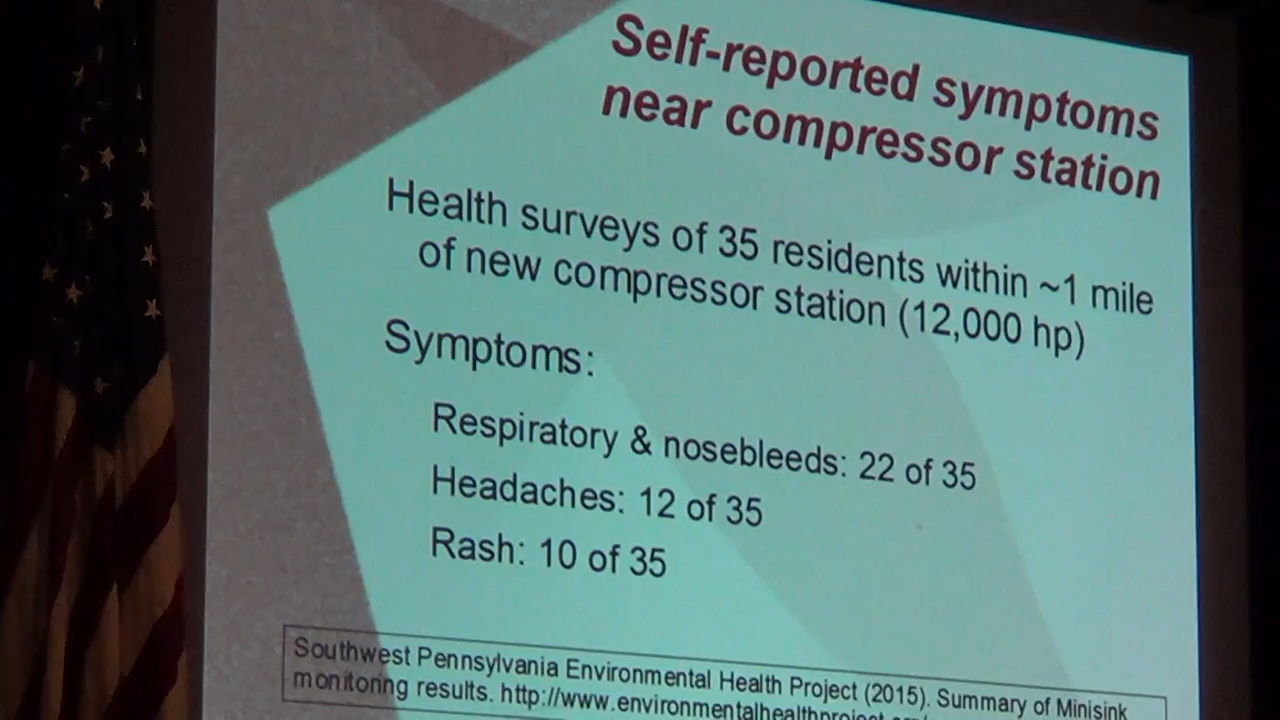 Self-reported symptoms
near compressor station
Health surveys of 35 residents within ~1 mile
of new compressor station (12,000 hp)
Symptoms:
Respiratory & nosebleeds: 22 of 35
Headaches: 12 of 35
Rash: 10 of 35
Southwest Pennsylvania Environmental Health Project (2015). Summary of Minisink
monitoring results.